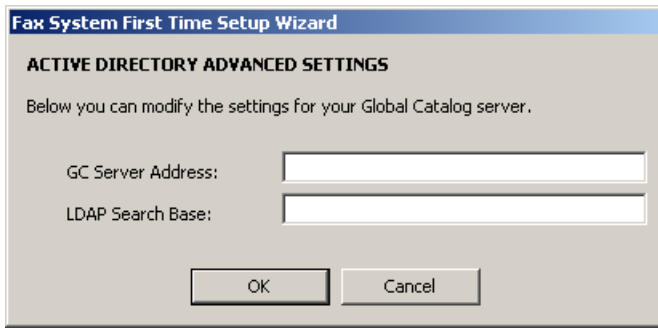 Fax System First Time Setup Wizard
ACTIVE DIRECTORY ADVANCED SETTINGS
Below you can modify the settings for your Global Catalog server.
GC Server Address:
LDAP Search Base:
OK Cancel